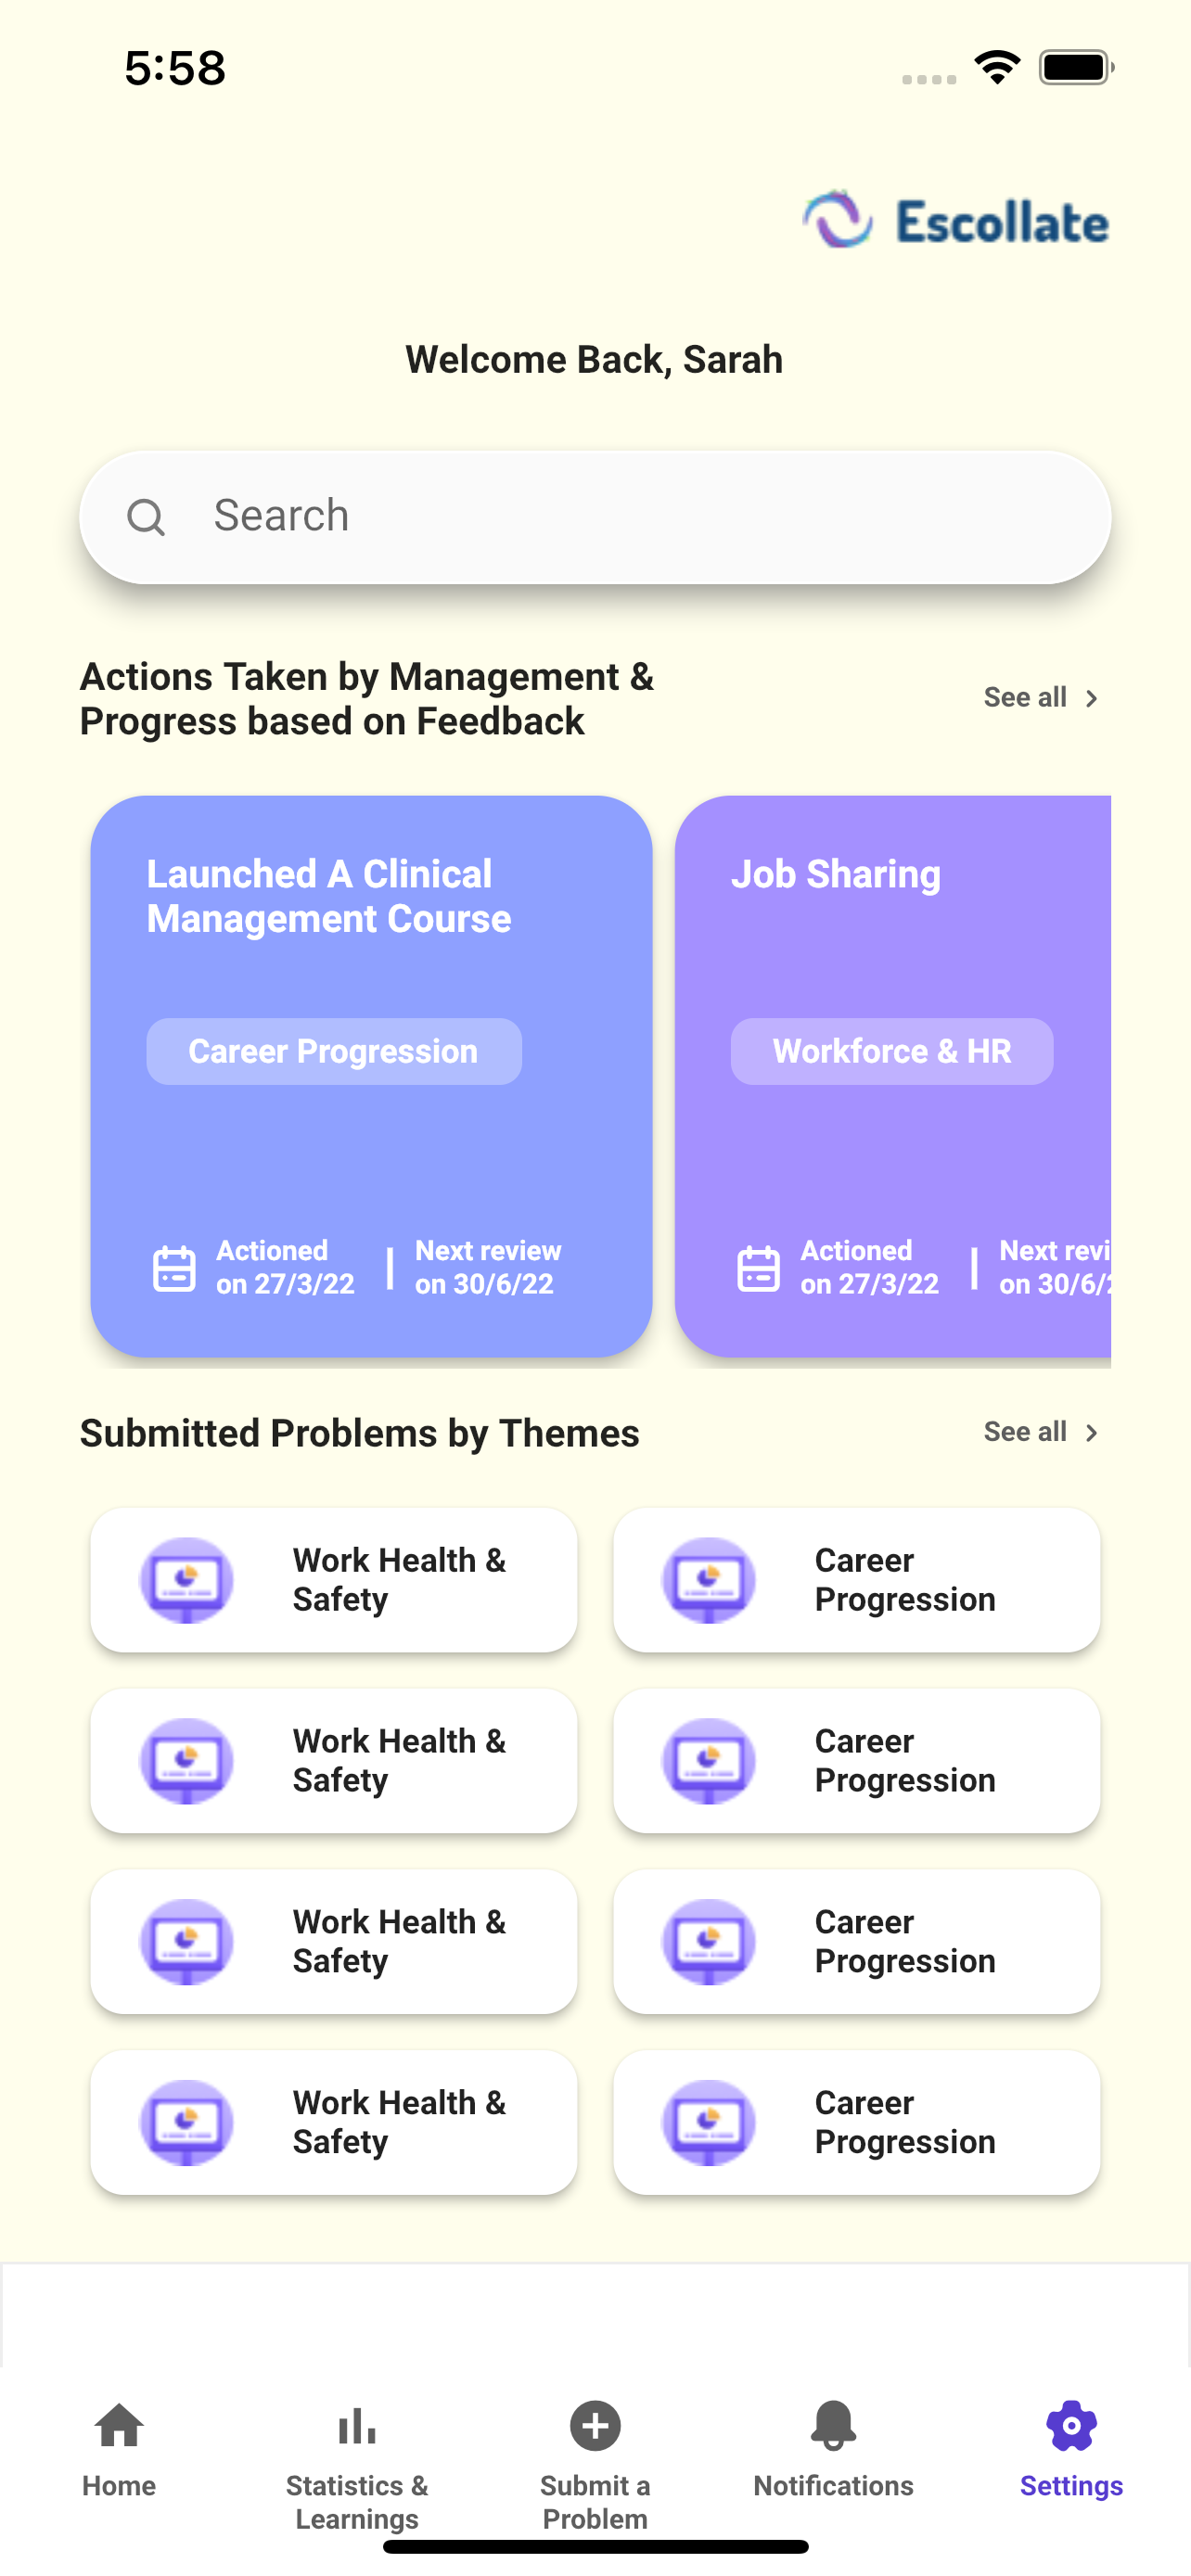 5:58
Escollate
Welcome Back, Sarah
Search
Actions Taken by Management &
Progress based on Feedback
See all
Launched A Clinical
Management Course
Career Progression
Actioned
on 27/3/22
Next review
on 30/6/22
Job Sharing
Workforce & HR
Actioned
on 27/3/22
Next revi
on 30/6/2
Submitted Problems by Themes
See all
Work Health &
Safety
Career
Progression
Work Health &
Safety
Career
Progression
Work Health &
Safety
Career
Progression
Work Health &
Safety
Career
Progression
Home
Statistics &
Learnings
Submit a
Problem
Notifications
Settings